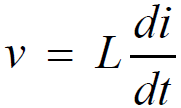 v = L di/dt